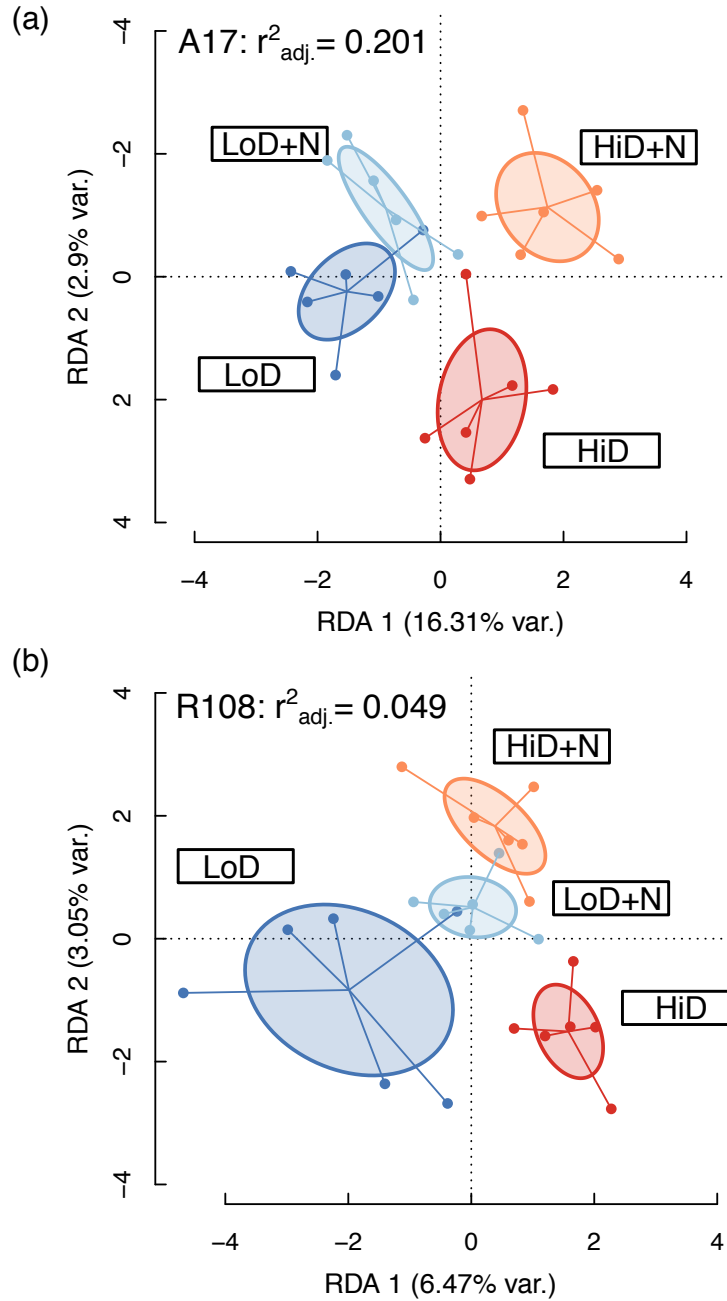 (a)
A17: r²adj.= 0.201
LoD+N
HiD+N
LoD
HiD
−4
−2
0
2
4
RDA 2 (2.9% var.)
−4 −2 0 2 4
RDA 1 (16.31% var.)
(b)
R108: r²adj.= 0.049
HiD+N
LoD
LoD+N
HiD
4
2
0
−2
−4
RDA 2 (3.05% var.)
−4 −2 0 2 4
RDA 1 (6.47% var.)